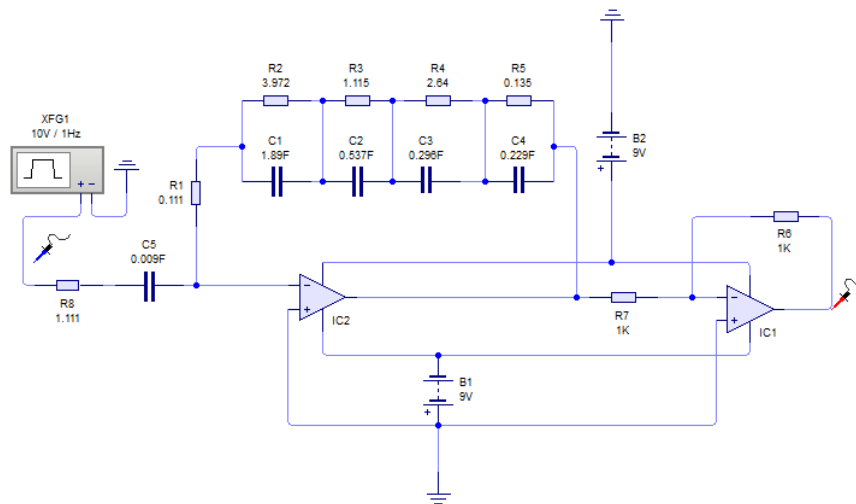 XFG1
10V / 1Hz
R2
3.972
R3
1.115
R4
2.64
R5
0.135
C1
1.89F
C2
0.537F
C3
0.296F
C4
0.229F
B2
9V
+
+ -
R1
0.111
C5
0.009F
R8
1.111
-
+
IC2
R7
1K
R6
1K
-
+
IC1
B1
9V
+